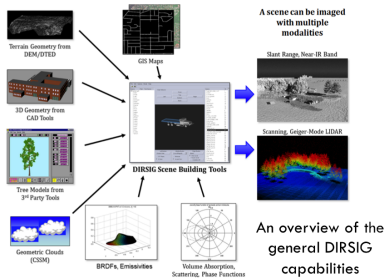 A scene can be imaged
with multiple
modalities
Terrain Geometry from
DEM/DTED
GIS Maps
Slant Range, Near-IR Band
3D Geometry from
CAD Tools
DIRSIG Scene Building Tools
Scanning, Geiger-Mode LIDAR
Tree Models from
3rd Party Tools
Geometric Clouds
(CSSM)
BRDFs, Emissivities
Volume Absorption,
Scattering, Phase Functions
An overview of the
general DIRSIG
capabilities